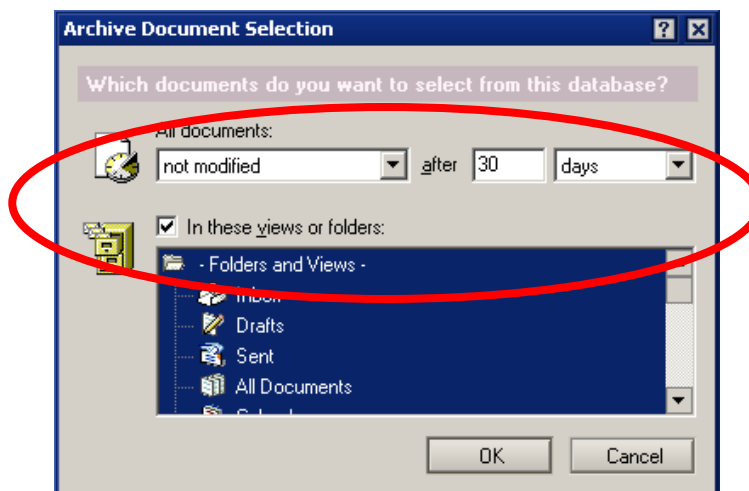 Archive Document Selection
Which documents do you want to select from this database?
All documents:
not modified after 30 days
In these views or folders:
- Folders and Views -
Inbox
Drafts
Sent
All Documents
OK Cancel